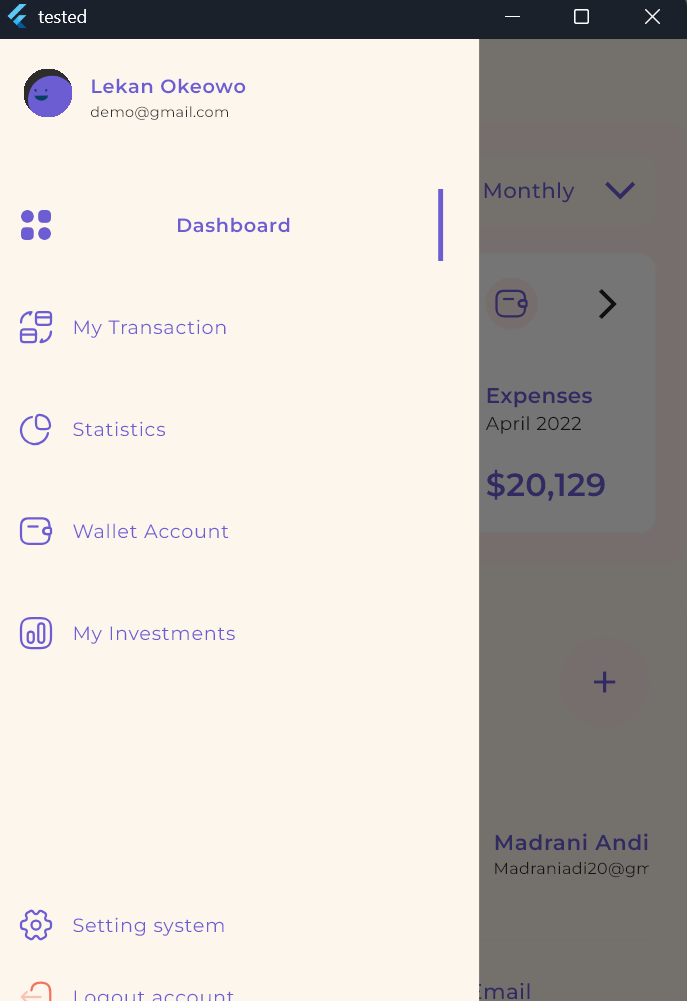 tested
Lekan Okeowo
demo@gmail.com
Dashboard
My Transaction
Statistics
Wallet Account
My Investments
Setting system
Logout account
Monthly
Expenses
April 2022
$20,129
+
Madrani Andi
Madraniadi20@gm
Email